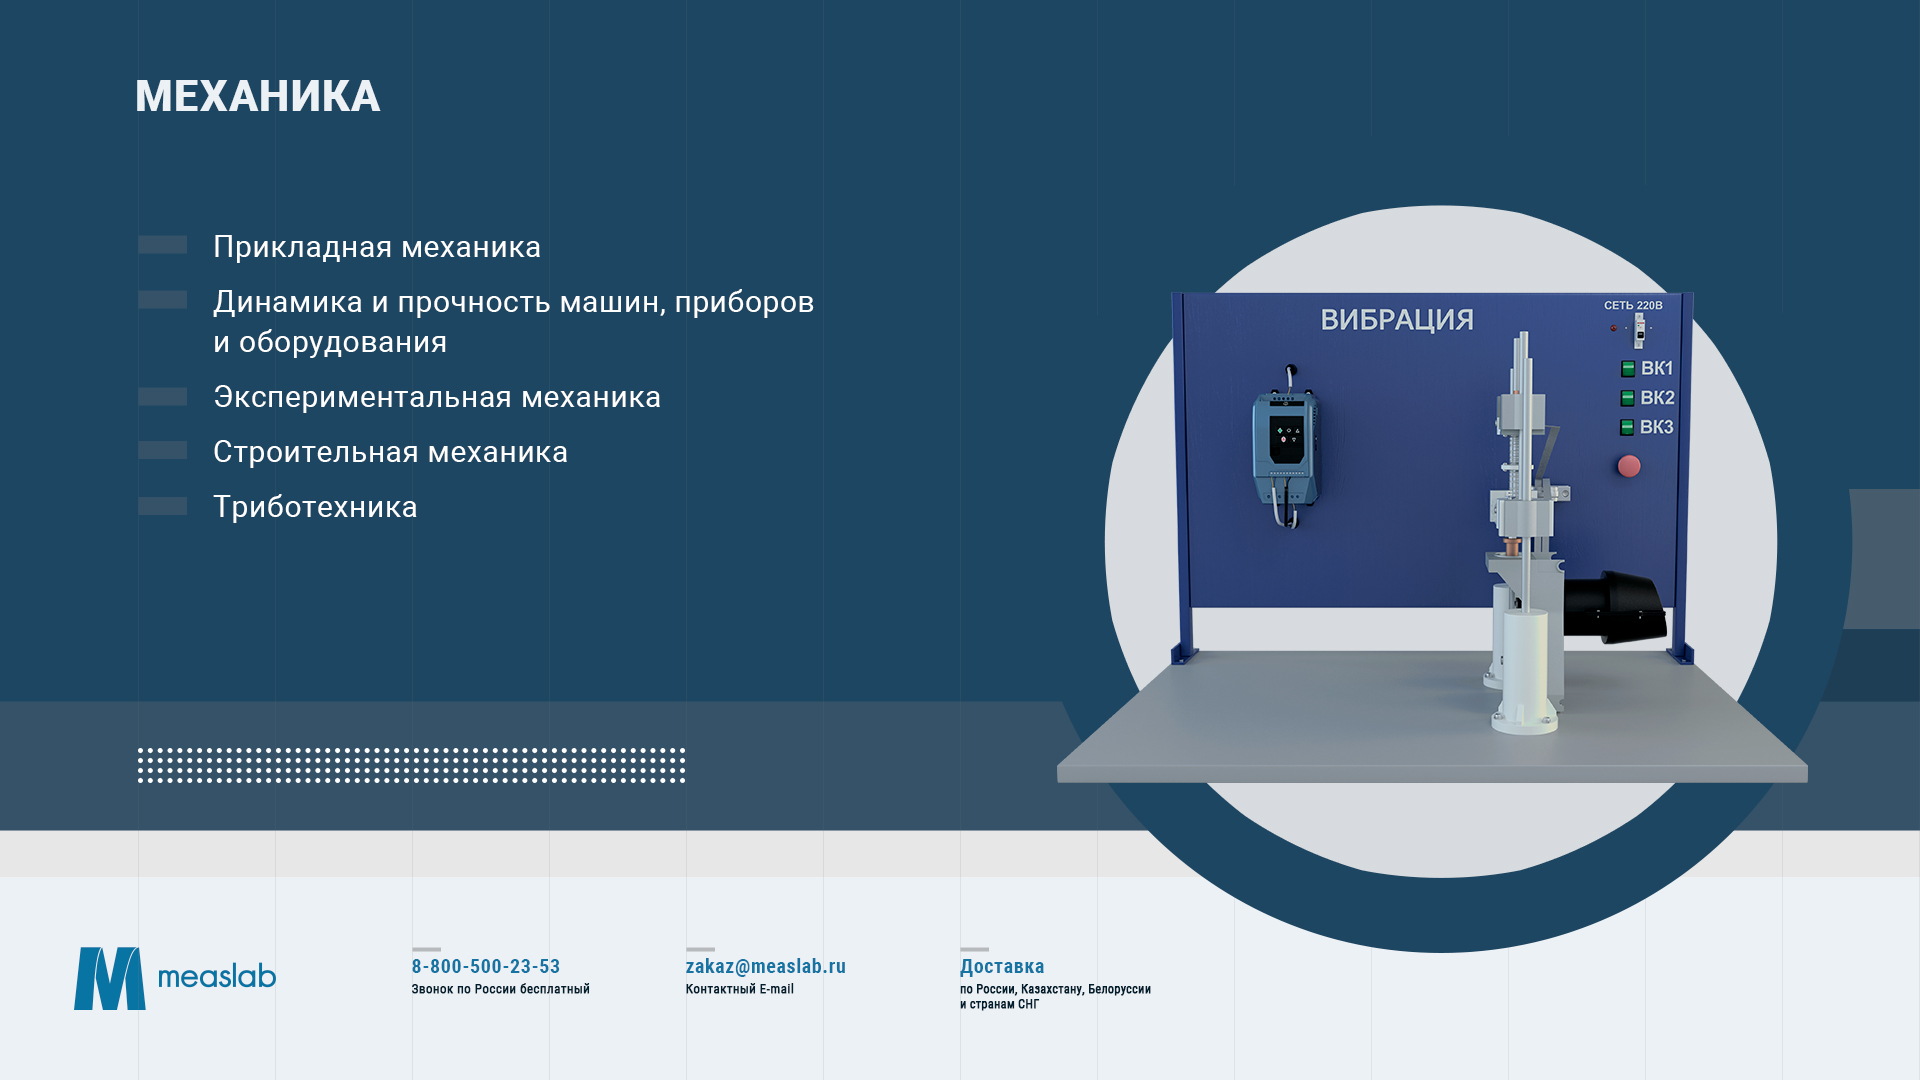 МЕХАНИКА
Прикладная механика
Динамика и прочность машин, приборов
и оборудования
Экспериментальная механика
Строительная механика
Триботехника
ВИБРАЦИЯ
СЕТЬ 220В
ВК1
ВК2
ВК3
measlab
8-800-500-23-53
Звонок по России бесплатный
zakaz@measlab.ru
Контактный E-mail
Доставка
по России, Казахстану, Белоруссии
и странам СНГ